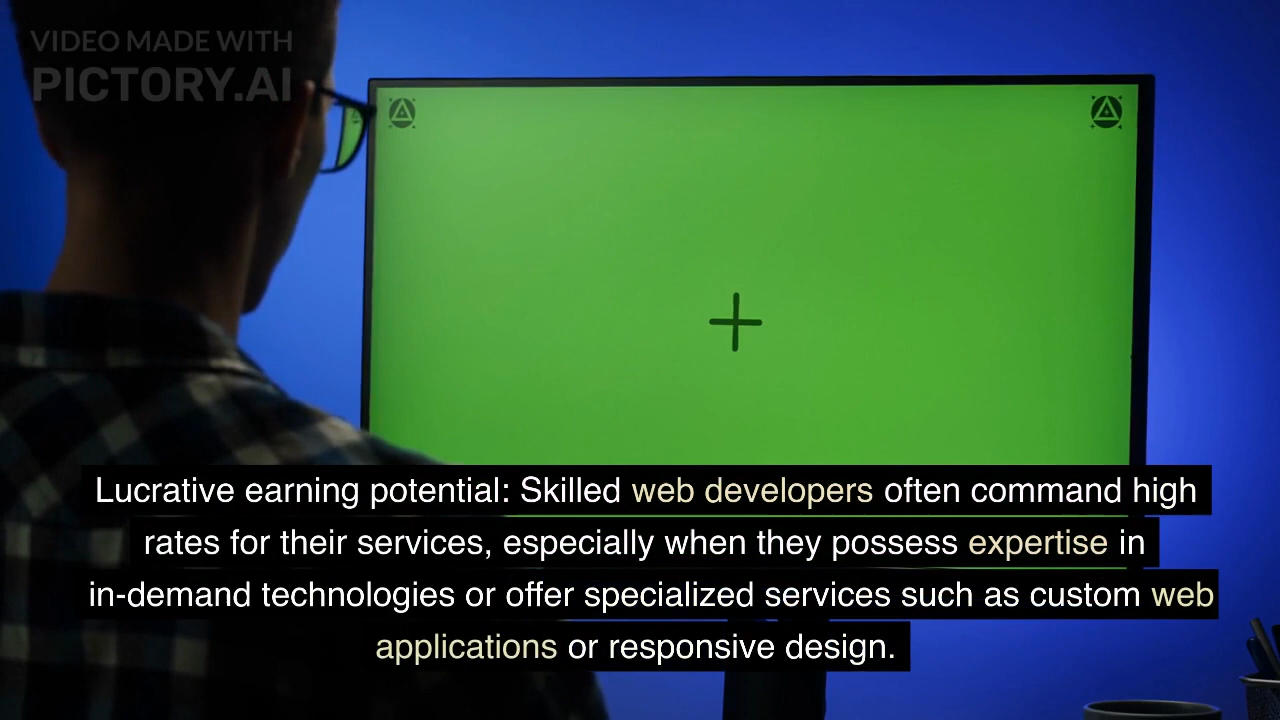 VIDEO MADE WITH
PICTORY.AI
Lucrative earning potential: Skilled web developers often command high
rates for their services, especially when they possess expertise in
in-demand technologies or offer specialized services such as custom web
applications or responsive design.